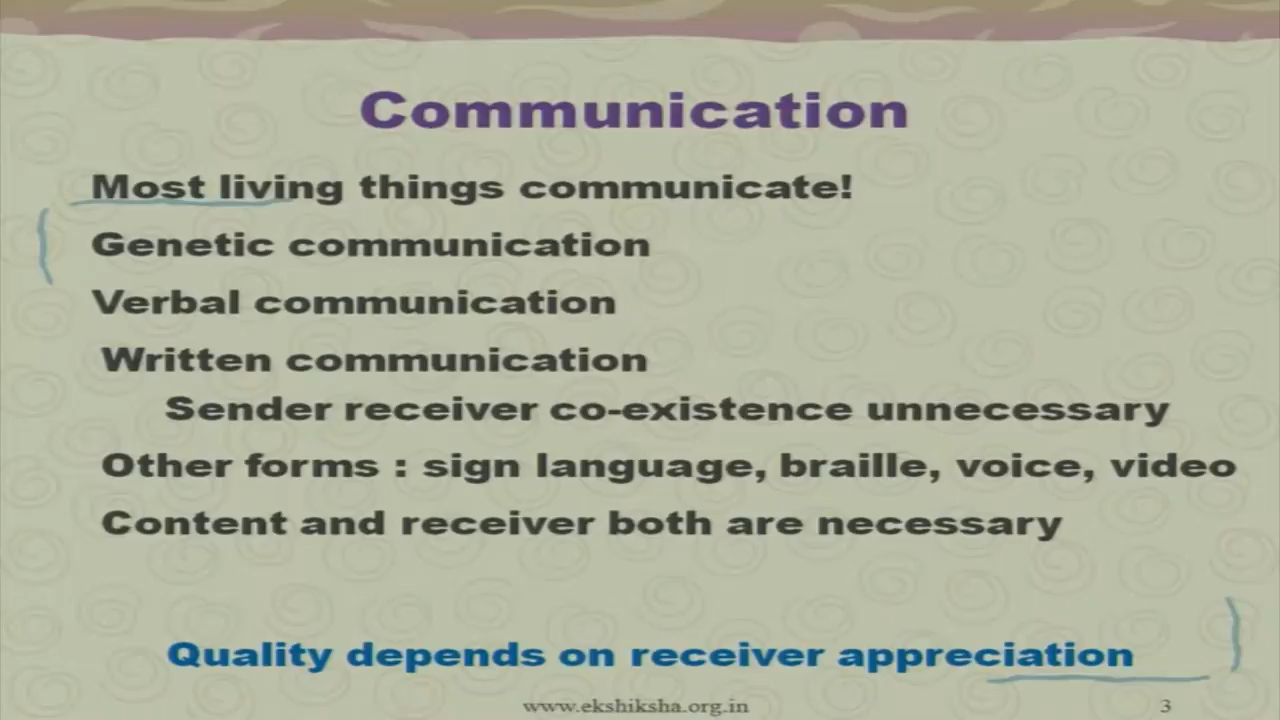 Communication
Most living things communicate!
Genetic communication
Verbal communication
Written communication
Sender receiver co-existence unnecessary
Other forms : sign language, braille, voice, video
Content and receiver both are necessary
Quality depends on receiver appreciation
www.ekshiksha.org.in
3